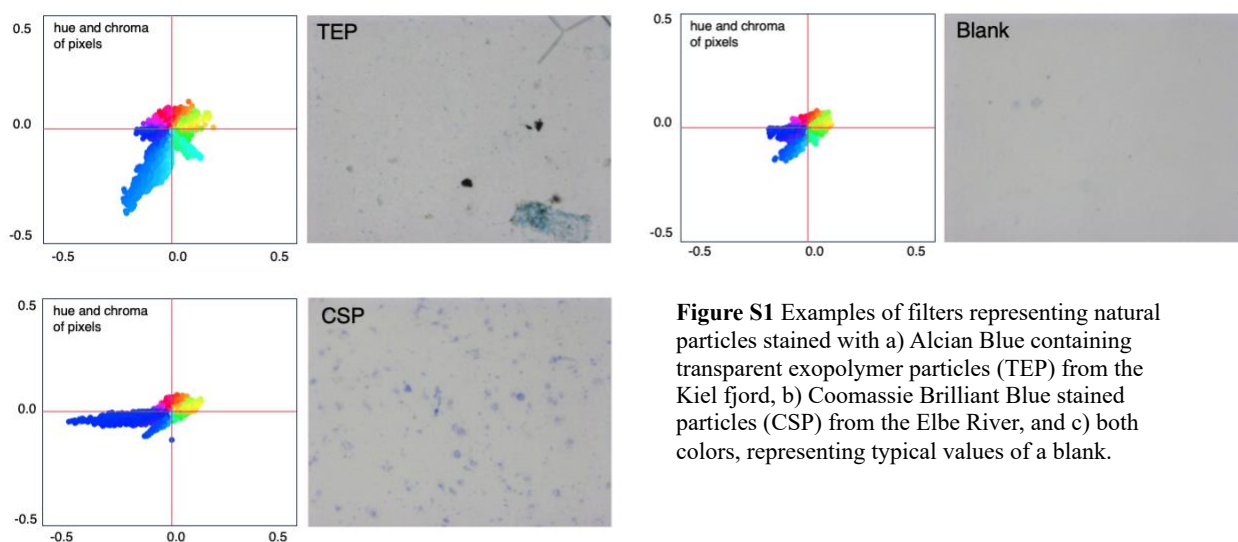 0.5
hue and chroma
of pixels
TEP
0.0
-0.5
-0.5 0.0 0.5
0.5
hue and chroma
of pixels
Blank
0.0
-0.5
-0.5 0.0 0.5
0.5
hue and chroma
of pixels
CSP
0.0
-0.5
-0.5 0.0 0.5
Figure S1 Examples of filters representing natural
particles stained with a) Alcian Blue containing
transparent exopolymer particles (TEP) from the
Kiel fjord, b) Coomassie Brilliant Blue stained
particles (CSP) from the Elbe River, and c) both
colors, representing typical values of a blank.